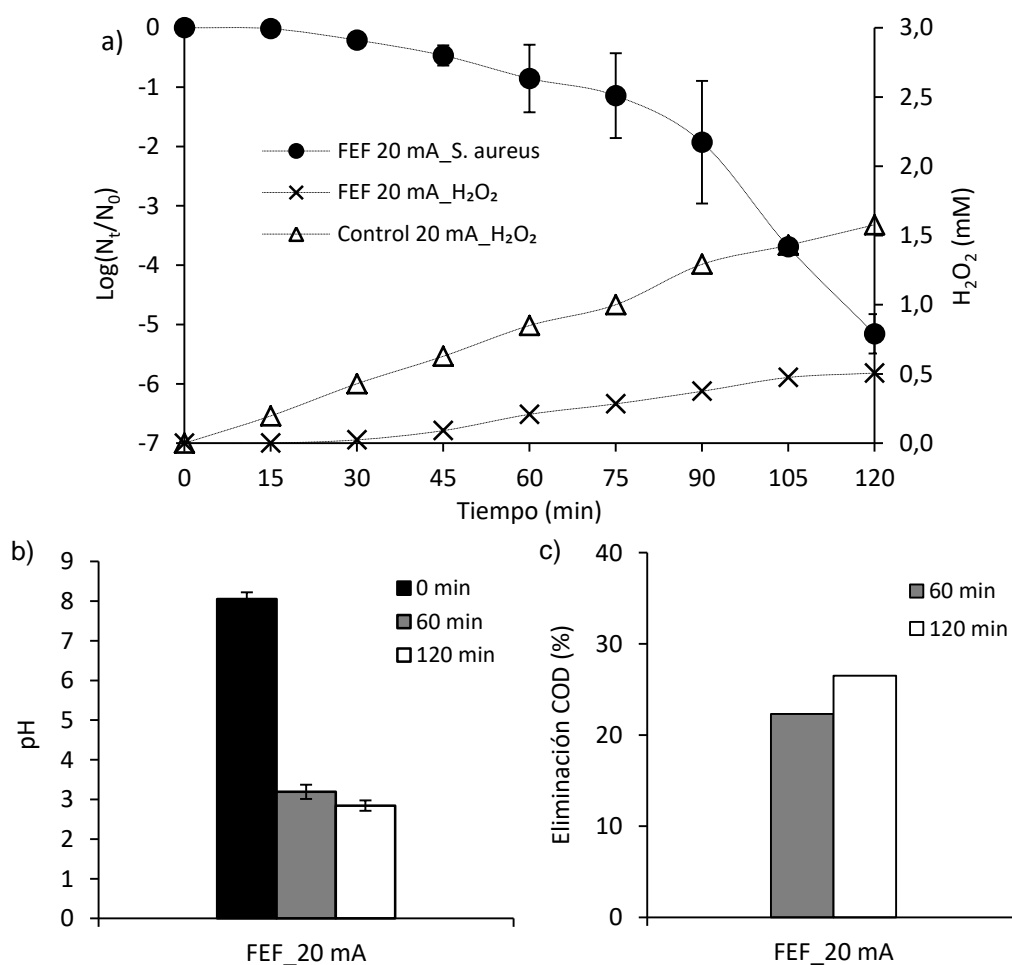 a)
0
-1
-2
-3
-4
-5
-6
-7
Log(Nₜ/N₀)
FEF 20 mA_S. aureus
FEF 20 mA_H₂O₂
Control 20 mA_H₂O₂
3,0
2,5
2,0
1,5
1,0
0,5
0,0
H₂O₂ (mM)
0 15 30 45 60 75 90 105 120
Tiempo (min)
b)
9
8
7
6
5
4
3
2
1
0
pH
0 min
60 min
120 min
FEF_20 mA
c)
40
30
20
10
0
Eliminación COD (%)
60 min
120 min
FEF_20 mA